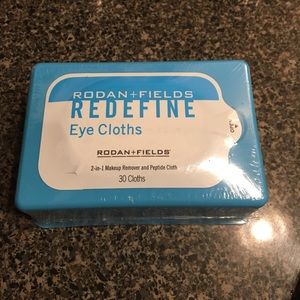 RODAN+FIELDS
REDEFINE
Eye Cloths
RODAN+FIELDS
2-in-1 Makeup Remover and Peptide Cloth
30 Cloths